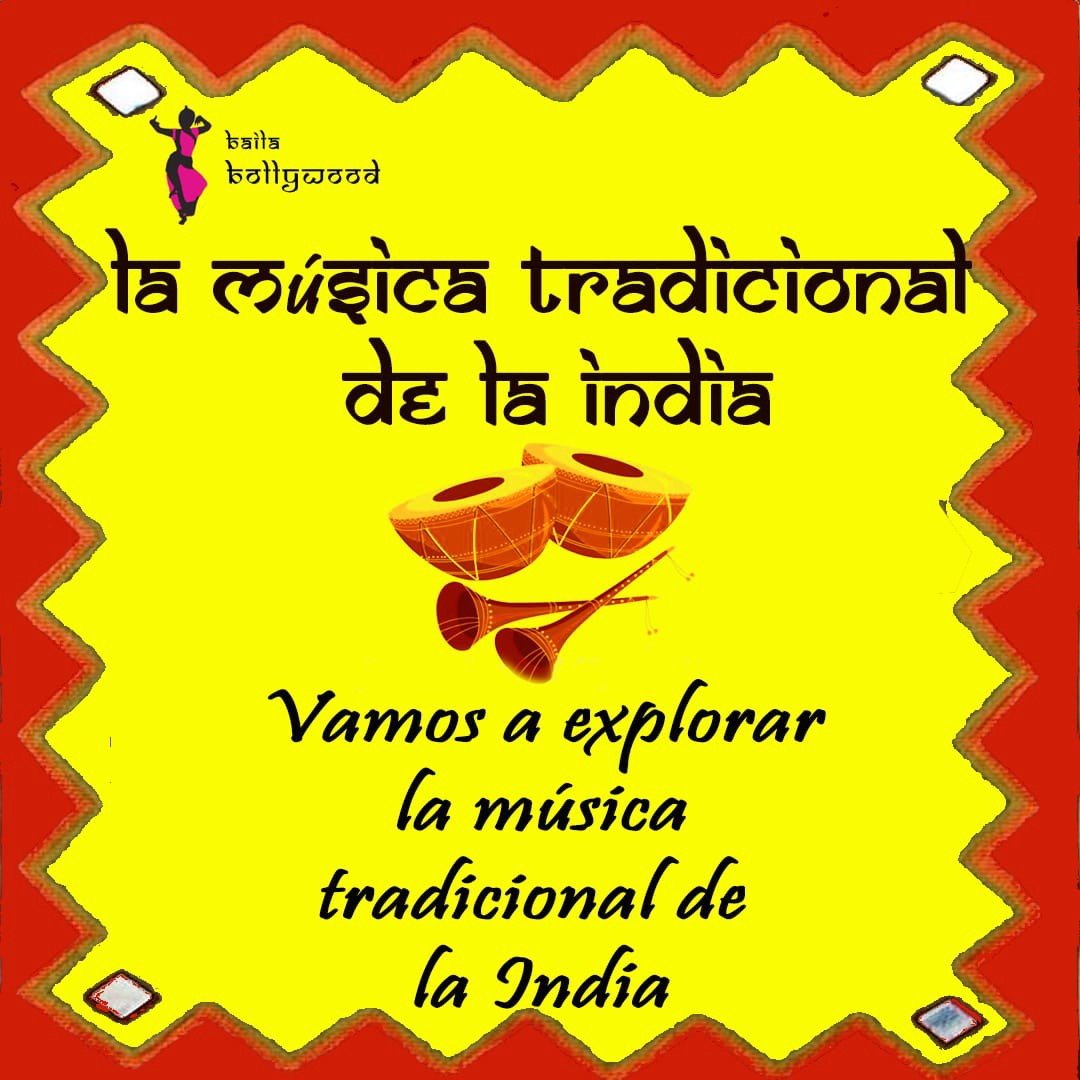 baila
bollywood
la música tradicional
de la india
Vamos a explorar
la música
tradicional de
la India